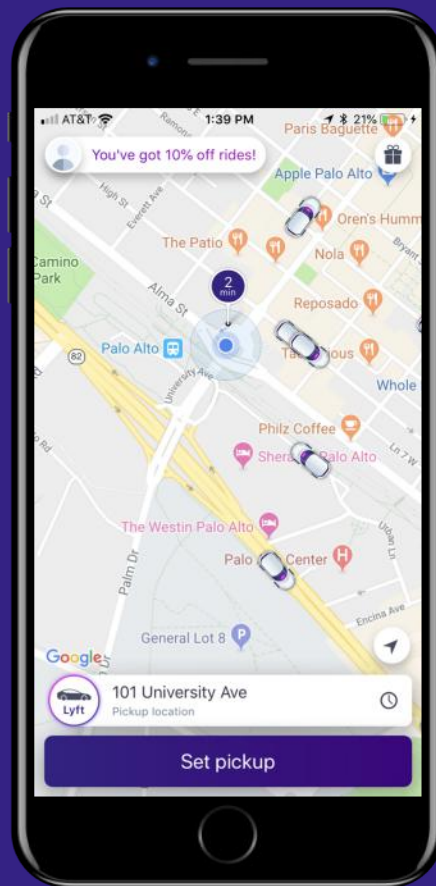 AT&T
1:39 PM
21%
Paris Baguette
You've got 10% off rides!
Apple Palo Alto
High St
Everett Ave
Oren's Humm
Bryant
The Patio
Nola
Camino
Park
Alma St
Reposado
2
min
Palo Alto
82
University Ave
Whole
Philz Coffee
Palo Alto
Ln 7 W
The Westin Palo Alto
Urban Ln
Palo
Center
H
Palm Dr
Encina Ave
General Lot 8
P
Google
Lyft
101 University Ave
Pickup location
Set pickup